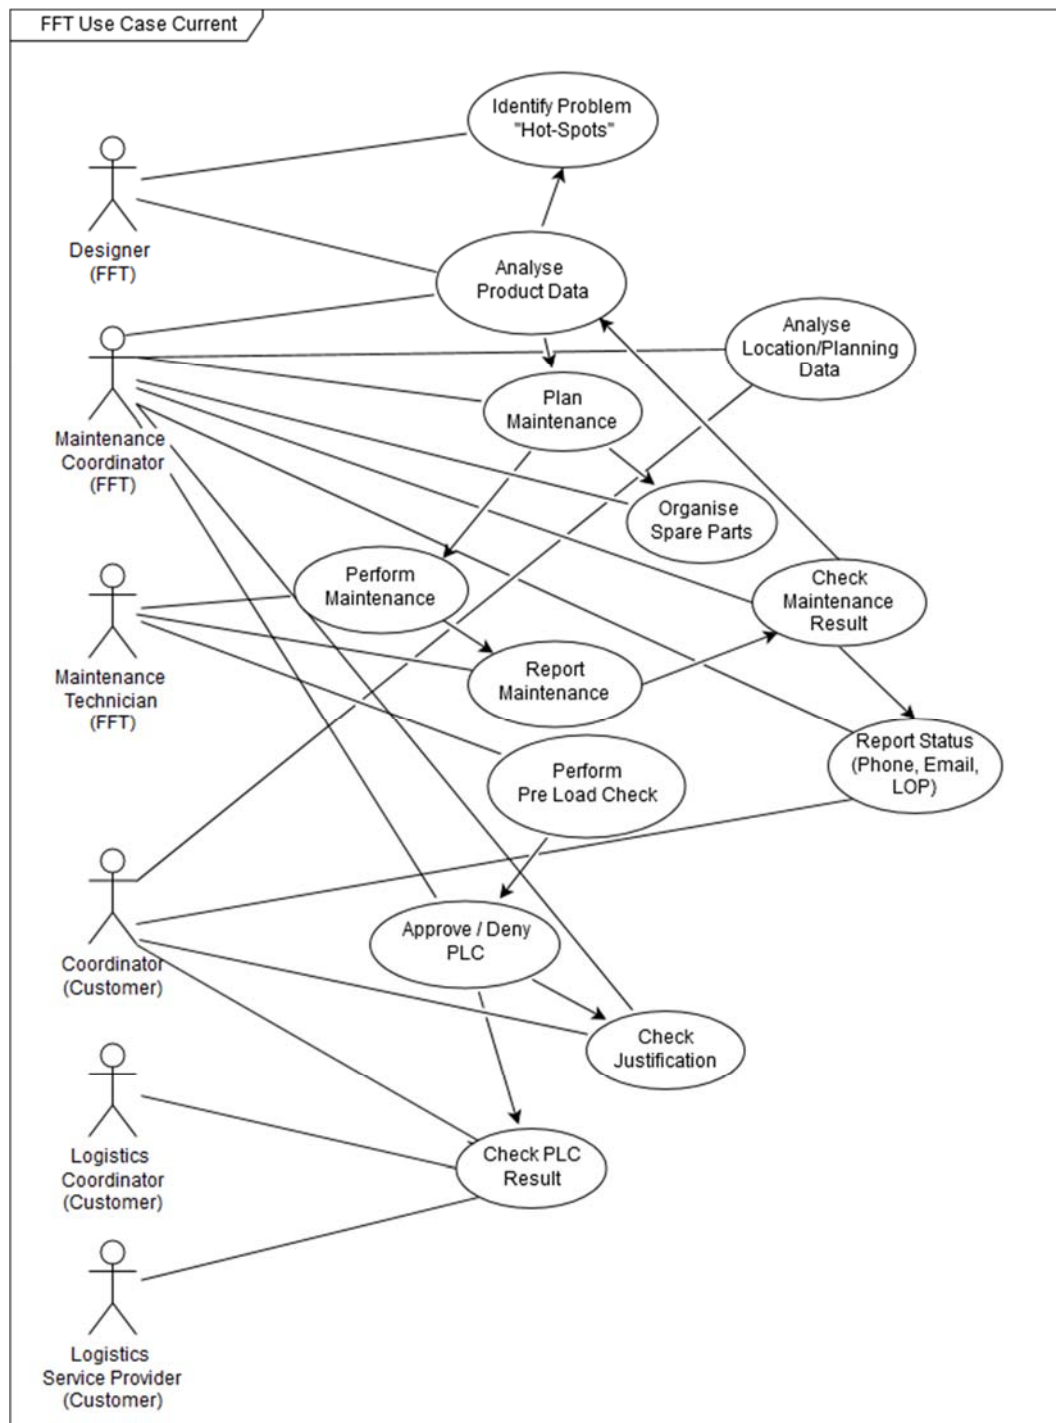 FFT Use Case Current
Identify Problem
"Hot-Spots"
Designer
(FFT)
Analyse
Product Data
Analyse
Location/Planning
Data
Plan
Maintenance
Maintenance
Coordinator
(FFT)
Organise
Spare Parts
Perform
Maintenance
Check
Maintenance
Result
Maintenance
Technician
(FFT)
Report
Maintenance
Report Status
(Phone, Email,
LOP)
Perform
Pre Load Check
Approve / Deny
PLC
Coordinator
(Customer)
Check
Justification
Logistics
Coordinator
(Customer)
Check PLC
Result
Logistics
Service Provider
(Customer)